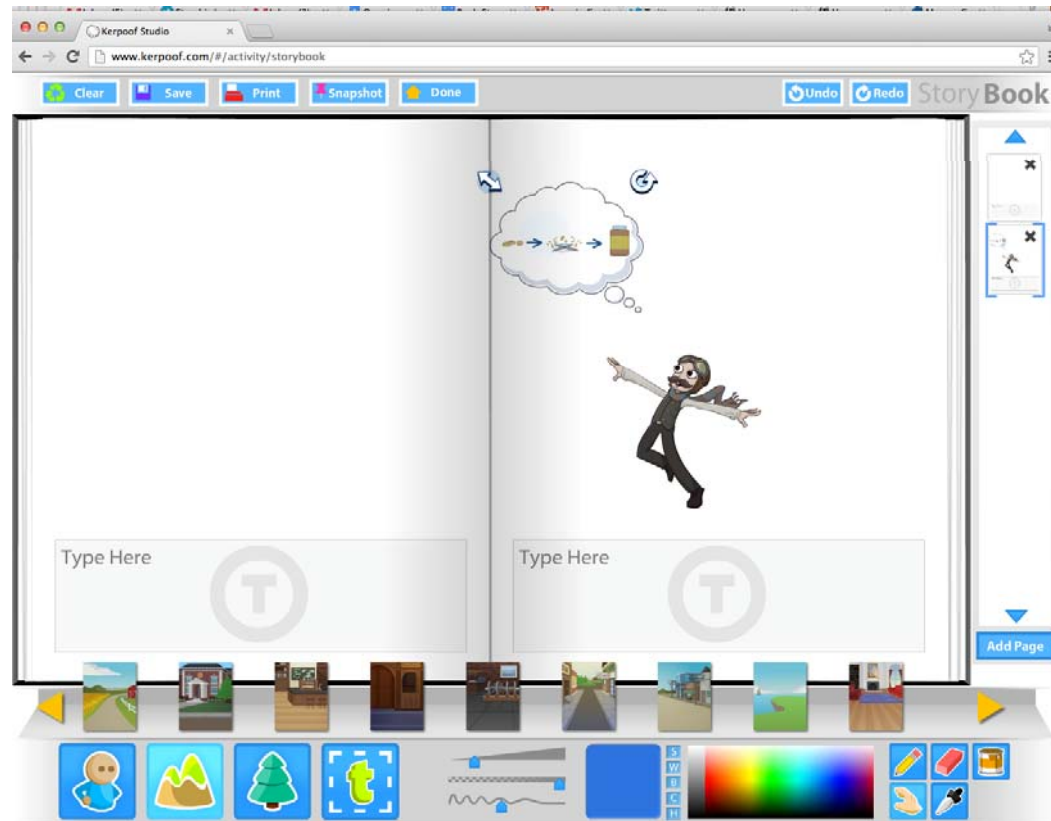 Kerpoof Studio
www.kerpoof.com/#/activity/storybook
Clear Save Print Snapshot Done Undo Redo StoryBook
Type Here Type Here
T T
Add Page
t
S
W
B
C
H